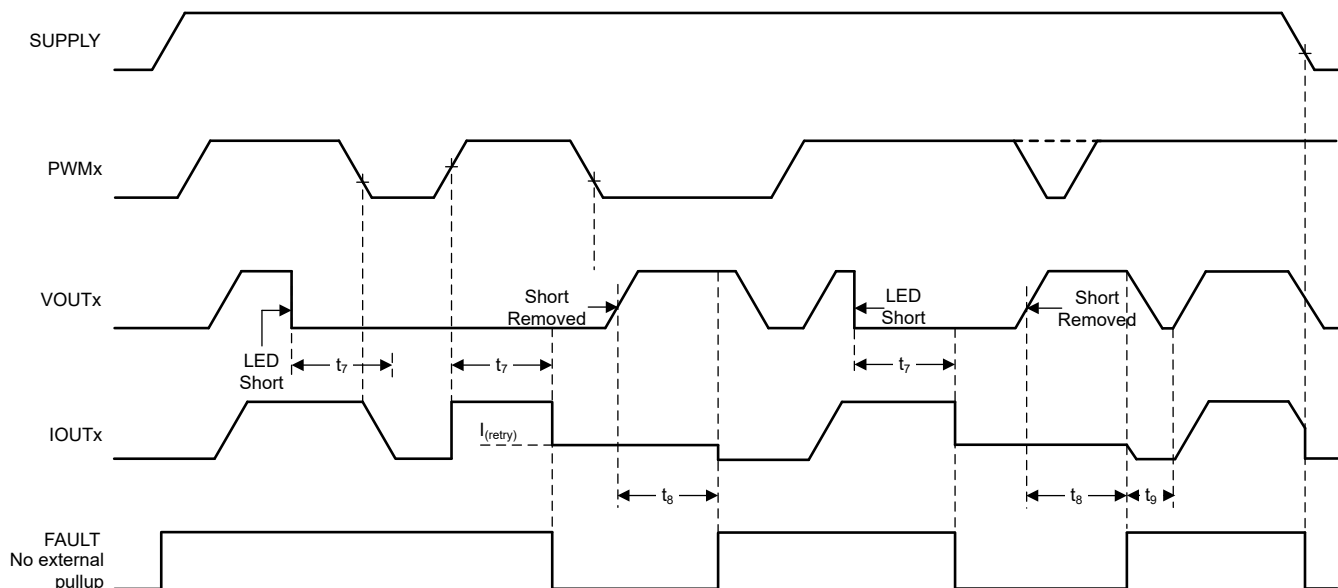 SUPPLY
PWMx
VOUTx
LED
Short
Short
Removed
LED
Short
Short
Removed
t7
t7
t7
IOUTx
I(retry)
t8
t8
t9
FAULT
No external
pullup